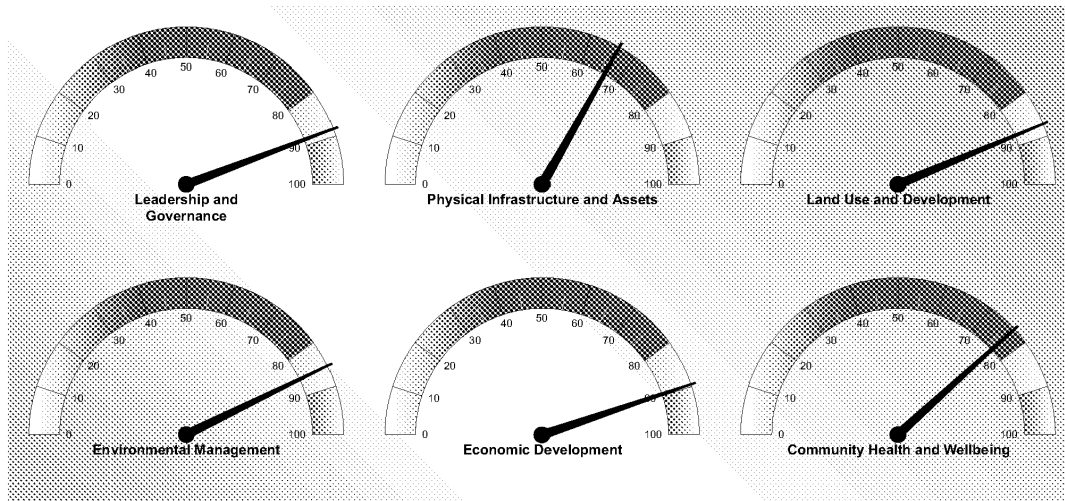 0 10 20 30 40 50 60 70 80 90 100
Leadership and
Governance
0 10 20 30 40 50 60 70 80 90 100
Physical Infrastructure and Assets
0 10 20 30 40 50 60 70 80 90 100
Land Use and Development
0 10 20 30 40 50 60 70 80 90 100
Environmental Management
0 10 20 30 40 50 60 70 80 90 100
Economic Development
0 10 20 30 40 50 60 70 80 90 100
Community Health and Wellbeing